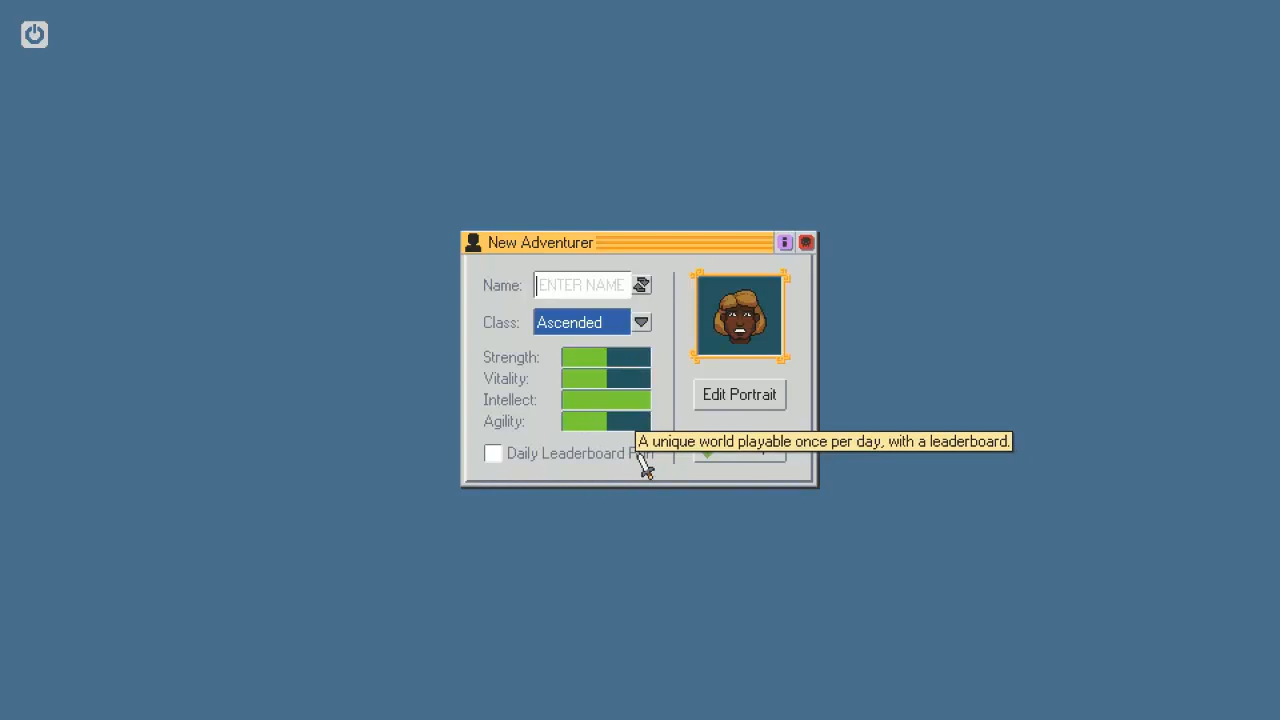 New Adventurer
Name: ENTER NAME
Class: Ascended
Strength:
Vitality:
Intellect:
Agility:
Edit Portrait
A unique world playable once per day, with a leaderboard.
Daily Leaderboard